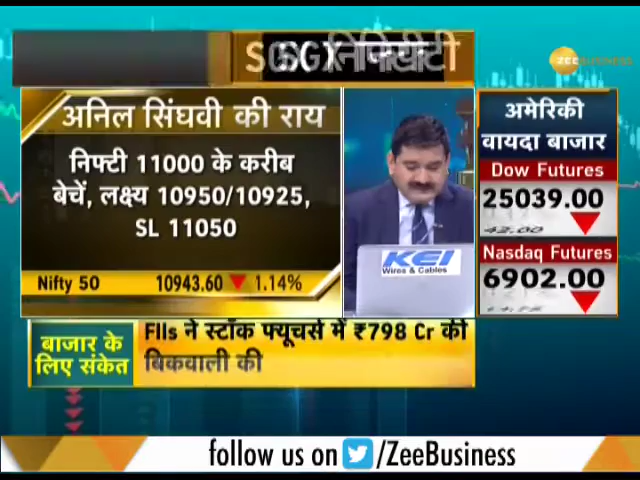 ZEE BUSINESS
अनिल सिंघवी की राय
निफ्टी 11000 के करीब
बेचें, लक्ष्य 10950/10925,
SL 11050
Nifty 50 10943.60 1.14%
KEI
Wires & Cables
अमेरिकी
वायदा बाजार
Dow Futures
25039.00
42.00
Nasdaq Futures
6902.00
बाजार के
लिए संकेत
FIIs ने स्टॉक फ्यूचर्स में ₹798 Cr की
बिकवाली की
follow us on /ZeeBusiness